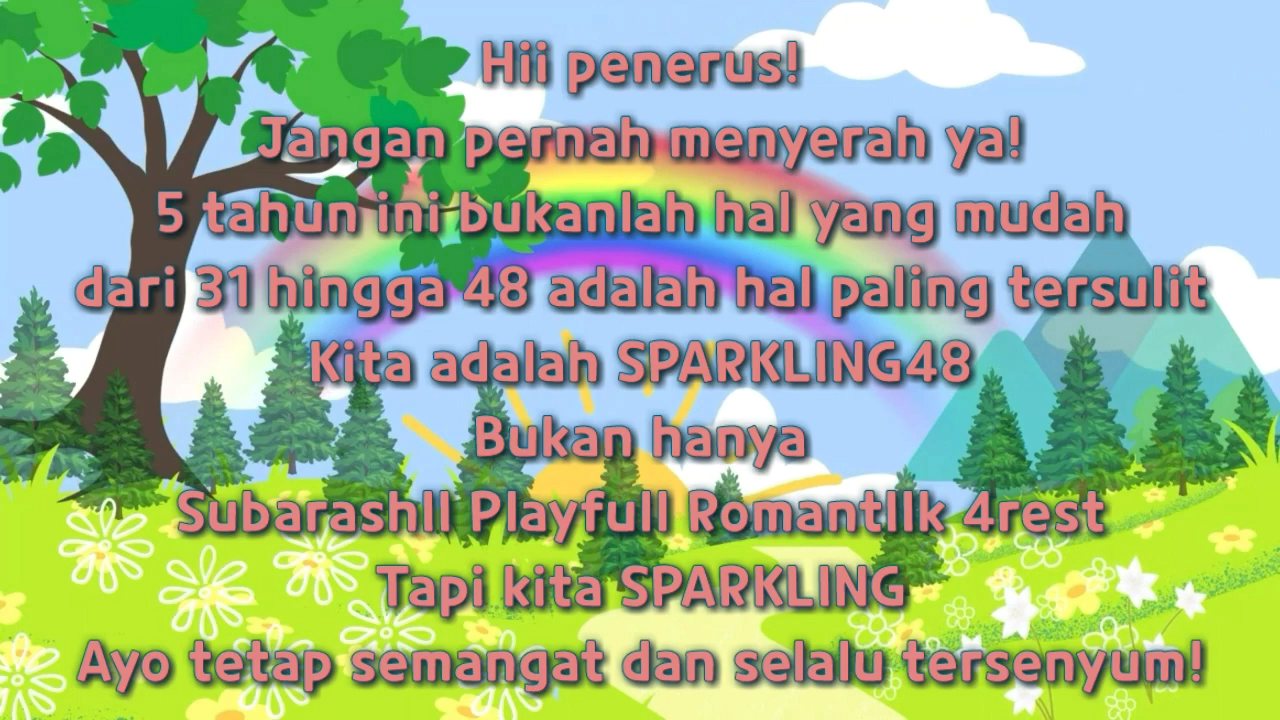 Hii penerus!
Jangan pernah menyerah ya!
5 tahun ini bukanlah hal yang mudah
dari 31 hingga 48 adalah hal paling tersulit
Kita adalah SPARKLING48
Bukan hanya
SubarashII Playfull RomantIIk 4rest
Tapi kita SPARKLING
Ayo tetap semangat dan selalu tersenyum!